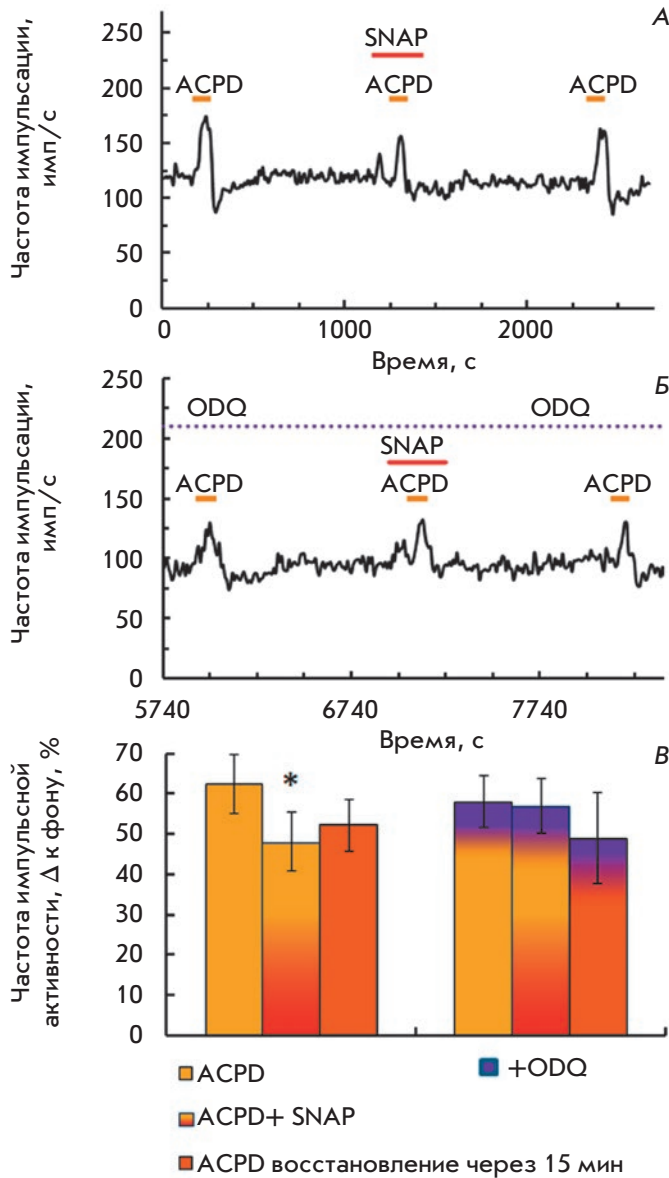 А
Частота импульсации,
имп/с
250
200
150
100
50
0
SNAP
ACPD
ACPD
ACPD
0
1000
2000
Время, с
Б
Частота импульсации,
имп/с
250
200
150
100
50
0
ODQ
ODQ
SNAP
ACPD
ACPD
ACPD
5740
6740
7740
Время, с
В
Частота импульсной
активности, Δ к фону, %
70
60
50
40
30
20
10
0
*
ACPD
+ODQ
ACPD+ SNAP
ACPD восстановление через 15 мин